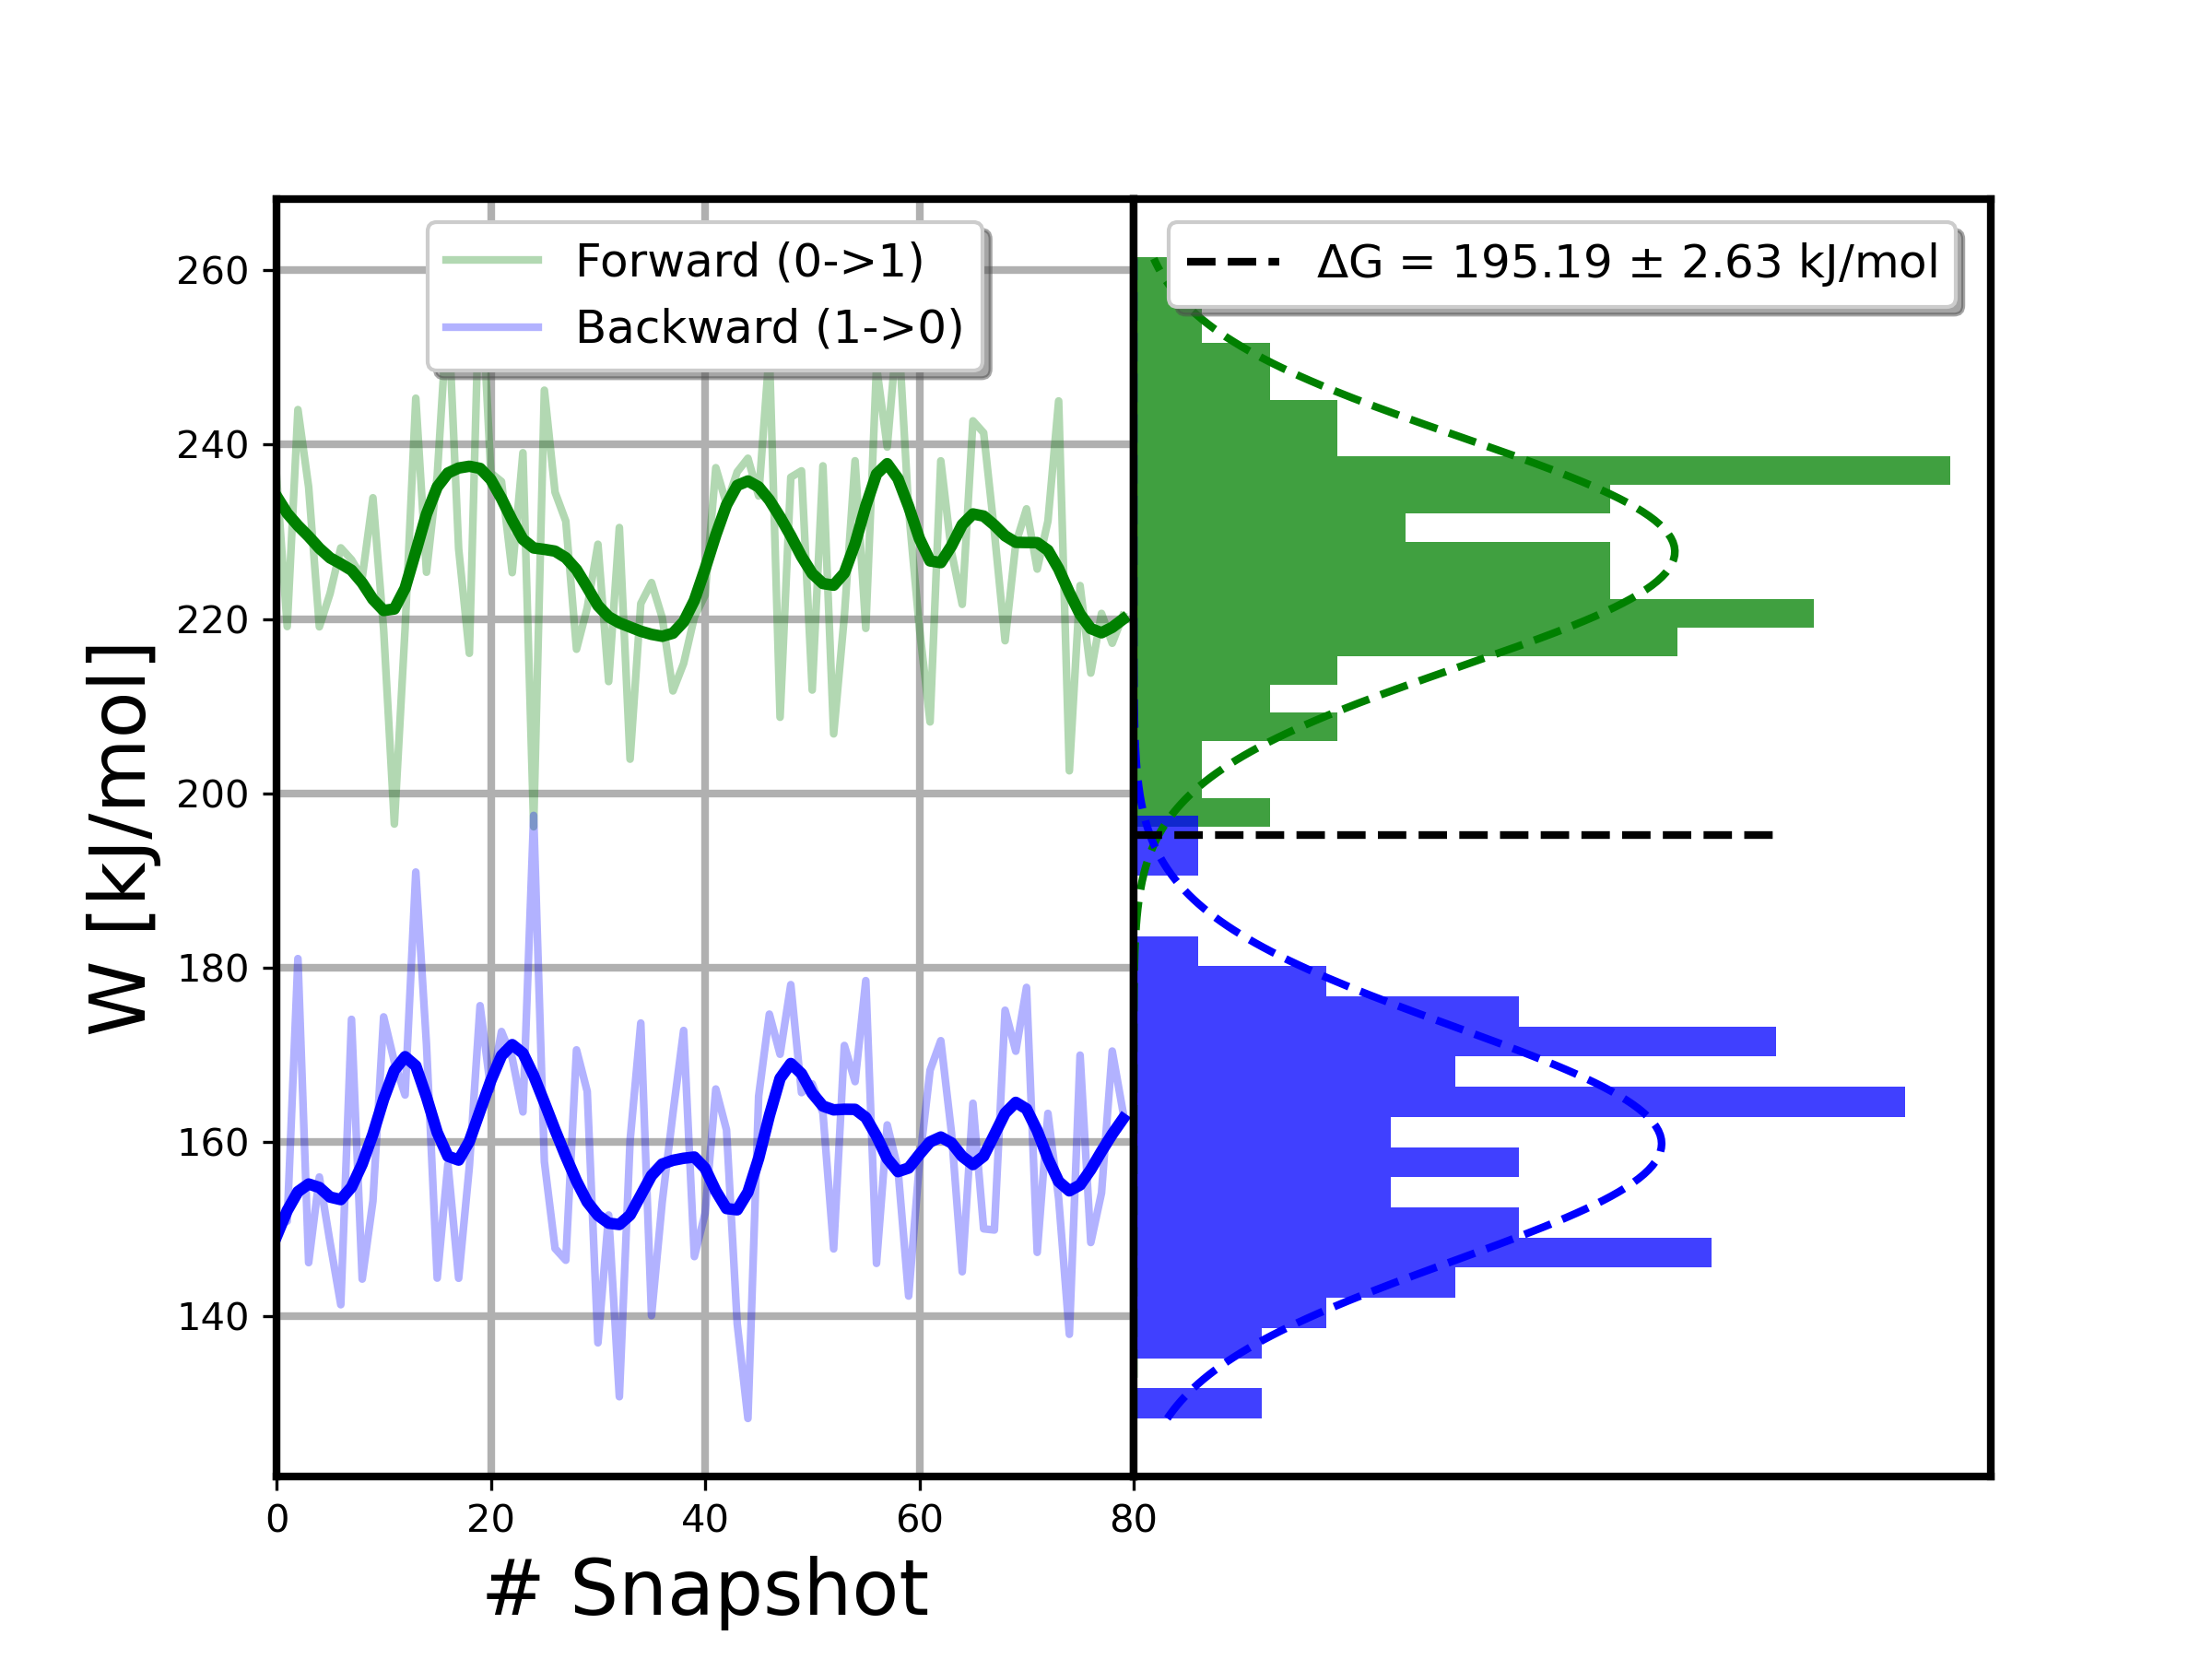 Forward (0->1)
Backward (1->0)
ΔG = 195.19 ± 2.63 kJ/mol
W [kJ/mol]
260
240
220
200
180
160
140
0 20 40 60 80
# Snapshot